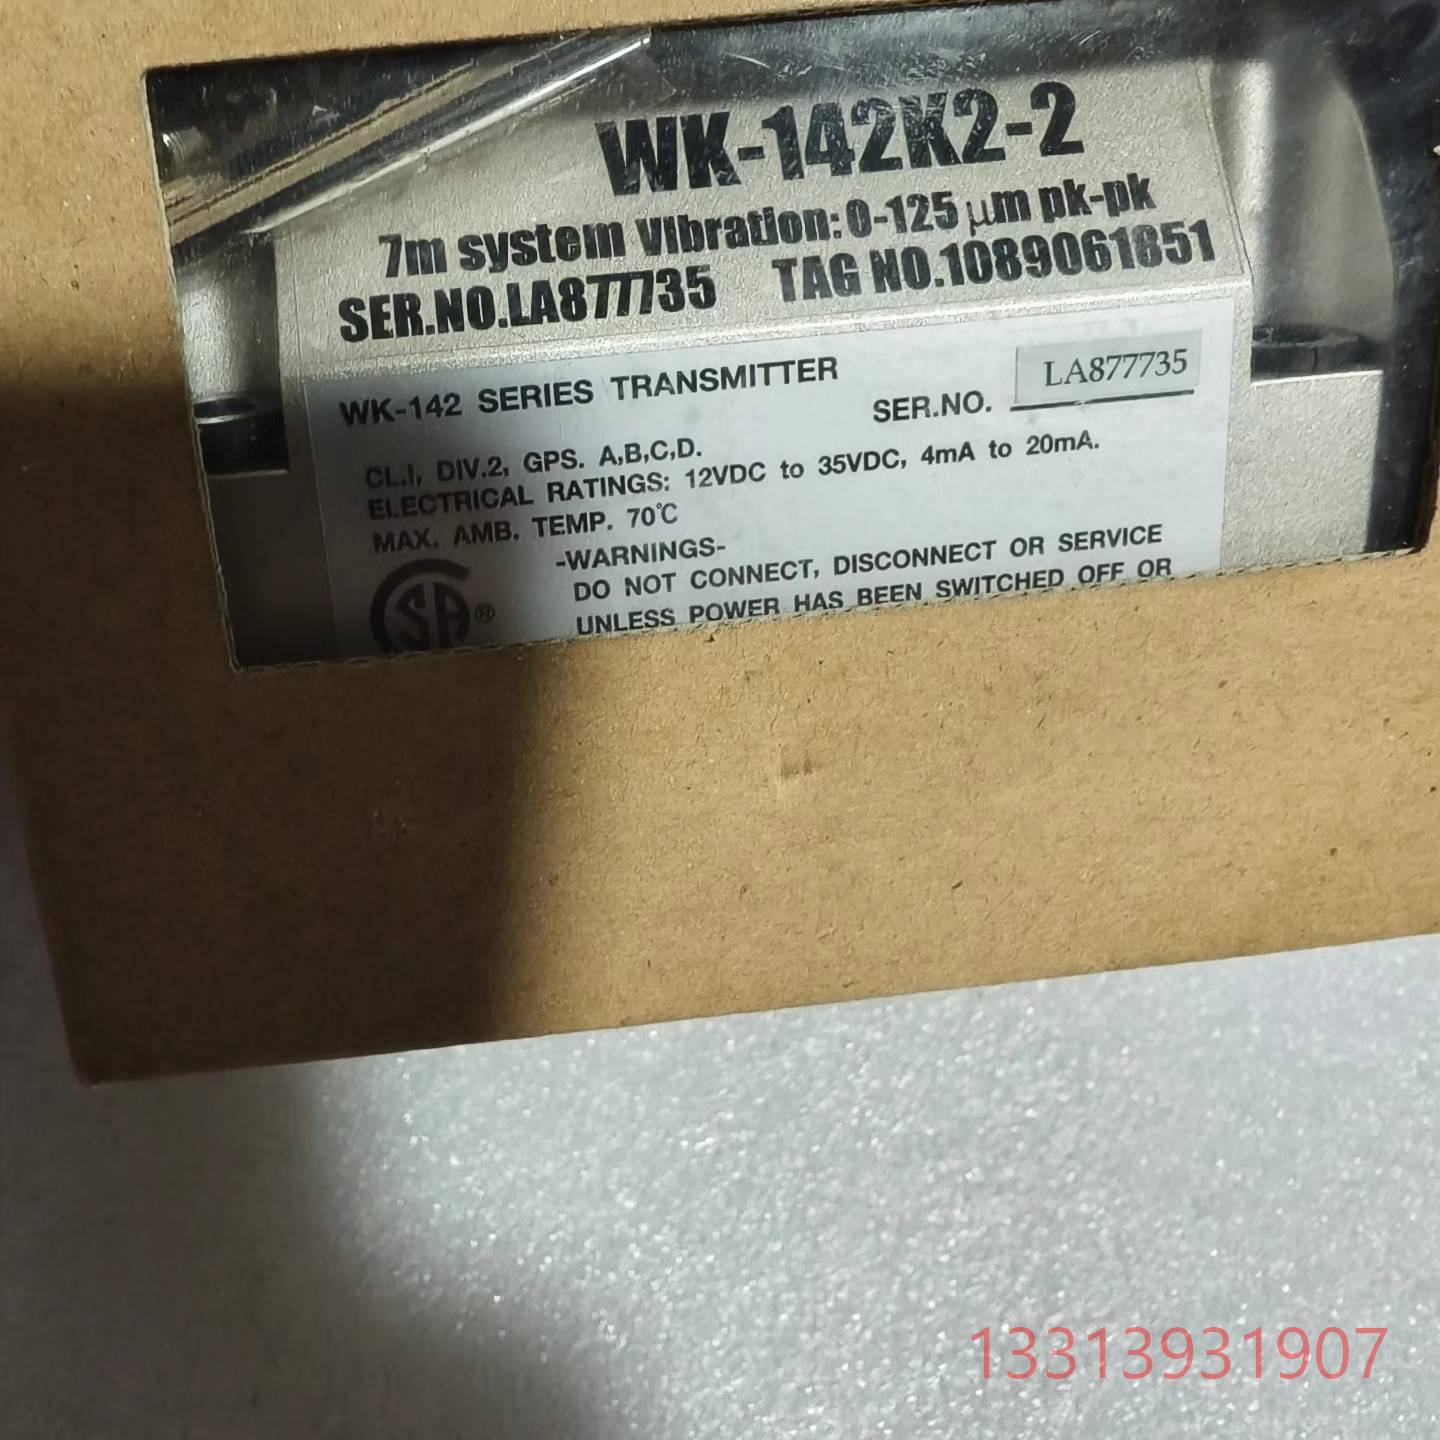 WK-142K2-2
7m system Vibration: 0-125 μm pk-pk
SER.NO.LA877735 TAG NO.1089061851
WK-142 SERIES TRANSMITTER
SER.NO. LA877735
CL.I, DIV.2, GPS. A,B,C,D.
ELECTRICAL RATINGS: 12VDC to 35VDC, 4mA to 20mA.
MAX. AMB. TEMP. 70℃
-WARNINGS-
DO NOT CONNECT, DISCONNECT OR SERVICE
UNLESS POWER HAS BEEN SWITCHED OFF OR
SA®
13313931907